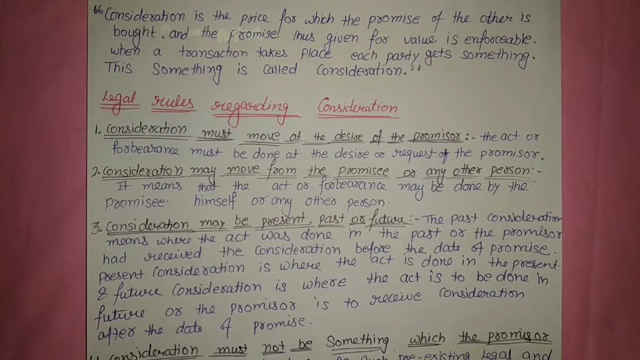 “Consideration is the price for which the promise of the other is
bought. and the promise thus given for value is enforceable.
when a transaction takes place each party gets something.
This something is called consideration.“
Legal rules regarding Consideration
1. Consideration must move at the desire of the promisor:- the act or
forbearance must be done at the desire or request of the promisor.
2. Consideration may move from the promisee or any other person:-
It means that the act or forbearance may be done by the
promisee himself or any other person.
3. Consideration may be present, past or future:- The past consideration
means where the act was done in the past or the promisor
had received the consideration before the date of promise.
present consideration is where the act is done in the present
& future consideration is where the act is to be done in
future or the promisor is to receive consideration
after the date of promise.
Consideration must not be Something which the promisor
pre-existing legal and